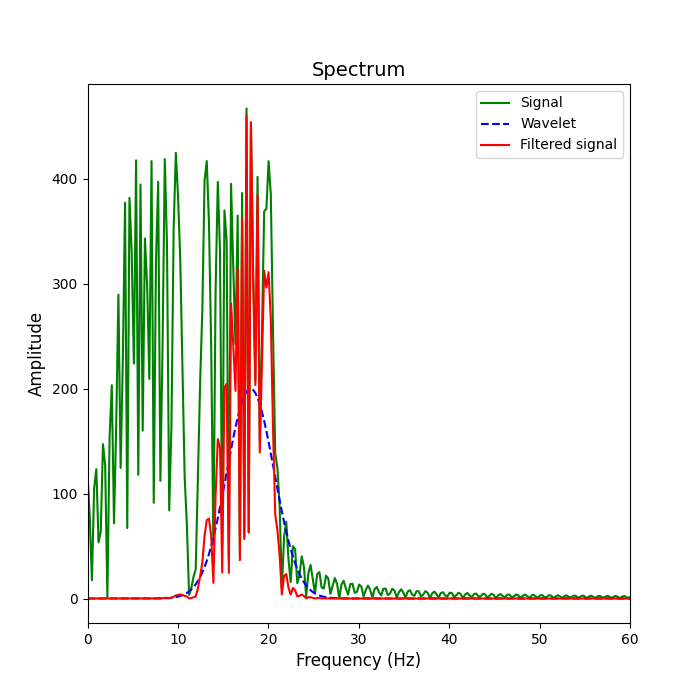 Spectrum
Signal
Wavelet
Filtered signal
Amplitude
400
300
200
100
0
0 10 20 30 40 50 60
Frequency (Hz)